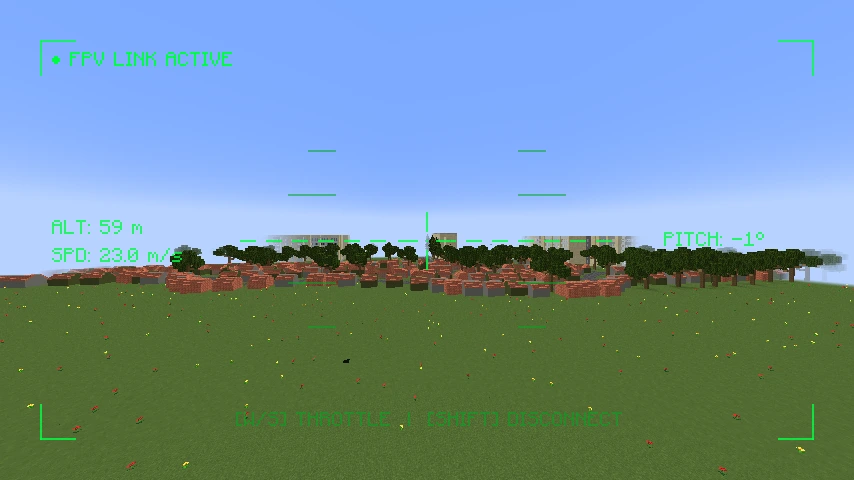 ● FPV LINK ACTIVE
ALT: 59 m
SPD: 23.0 m/s
PITCH: -1°
[W/S] THROTTLE | [SHIFT] DISCONNECT